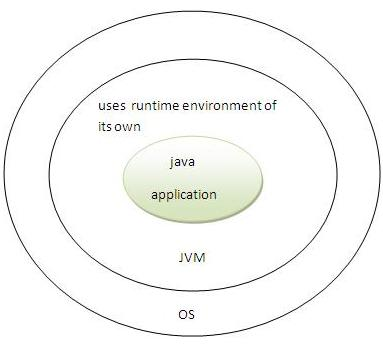 uses runtime environment of
its own
java
application
JVM
OS